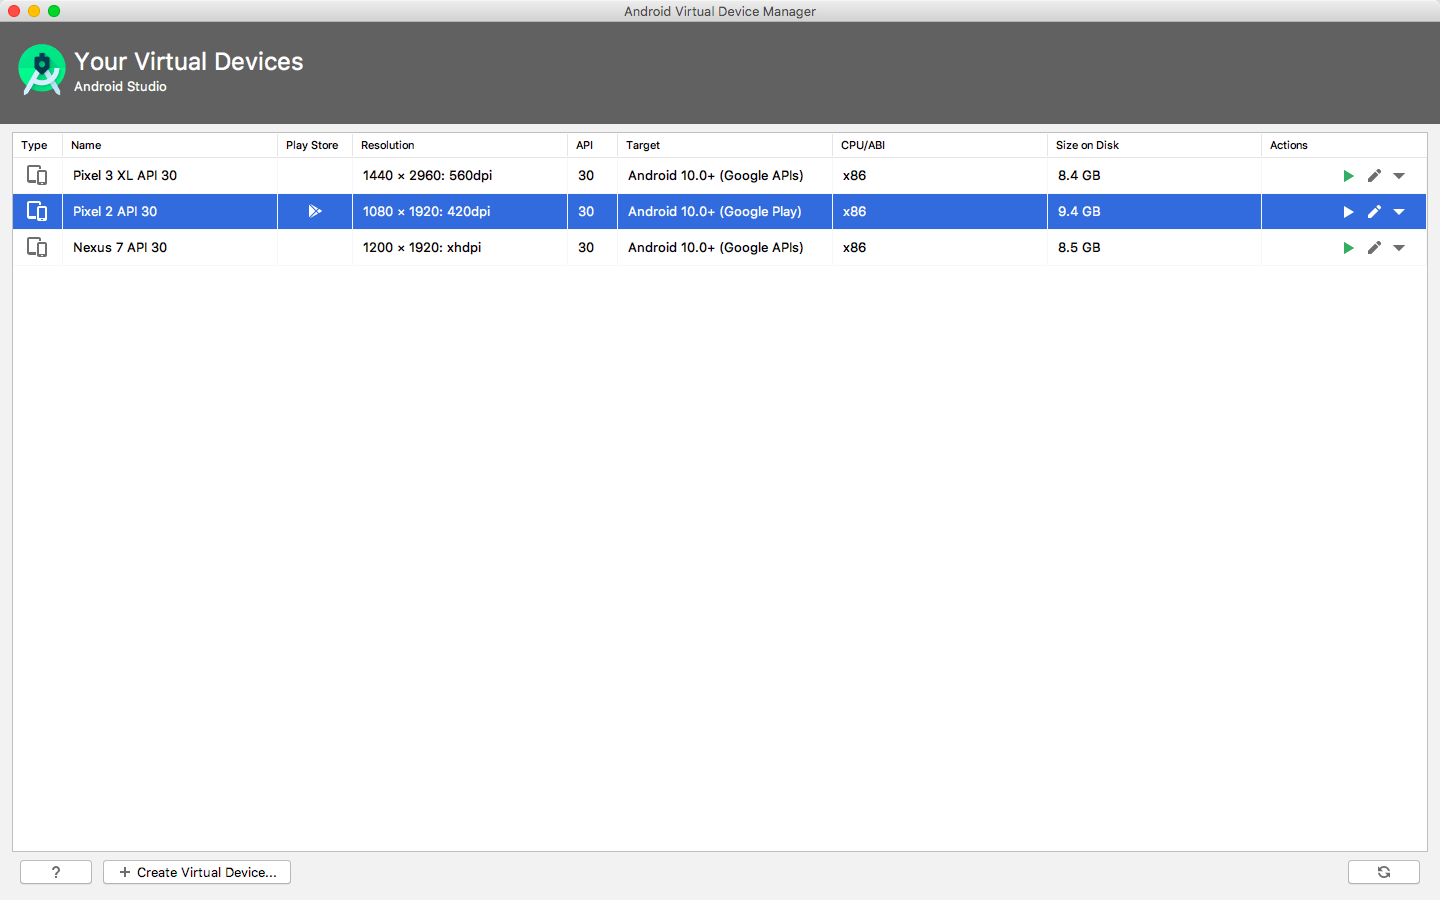 Android Virtual Device Manager
Your Virtual Devices
Android Studio
Type Name Play Store Resolution API Target CPU/ABI Size on Disk Actions
Pixel 3 XL API 30 1440 × 2960: 560dpi 30 Android 10.0+ (Google APIs) x86 8.4 GB
Pixel 2 API 30 1080 × 1920: 420dpi 30 Android 10.0+ (Google Play) x86 9.4 GB
Nexus 7 API 30 1200 × 1920: xhdpi 30 Android 10.0+ (Google APIs) x86 8.5 GB
? + Create Virtual Device...